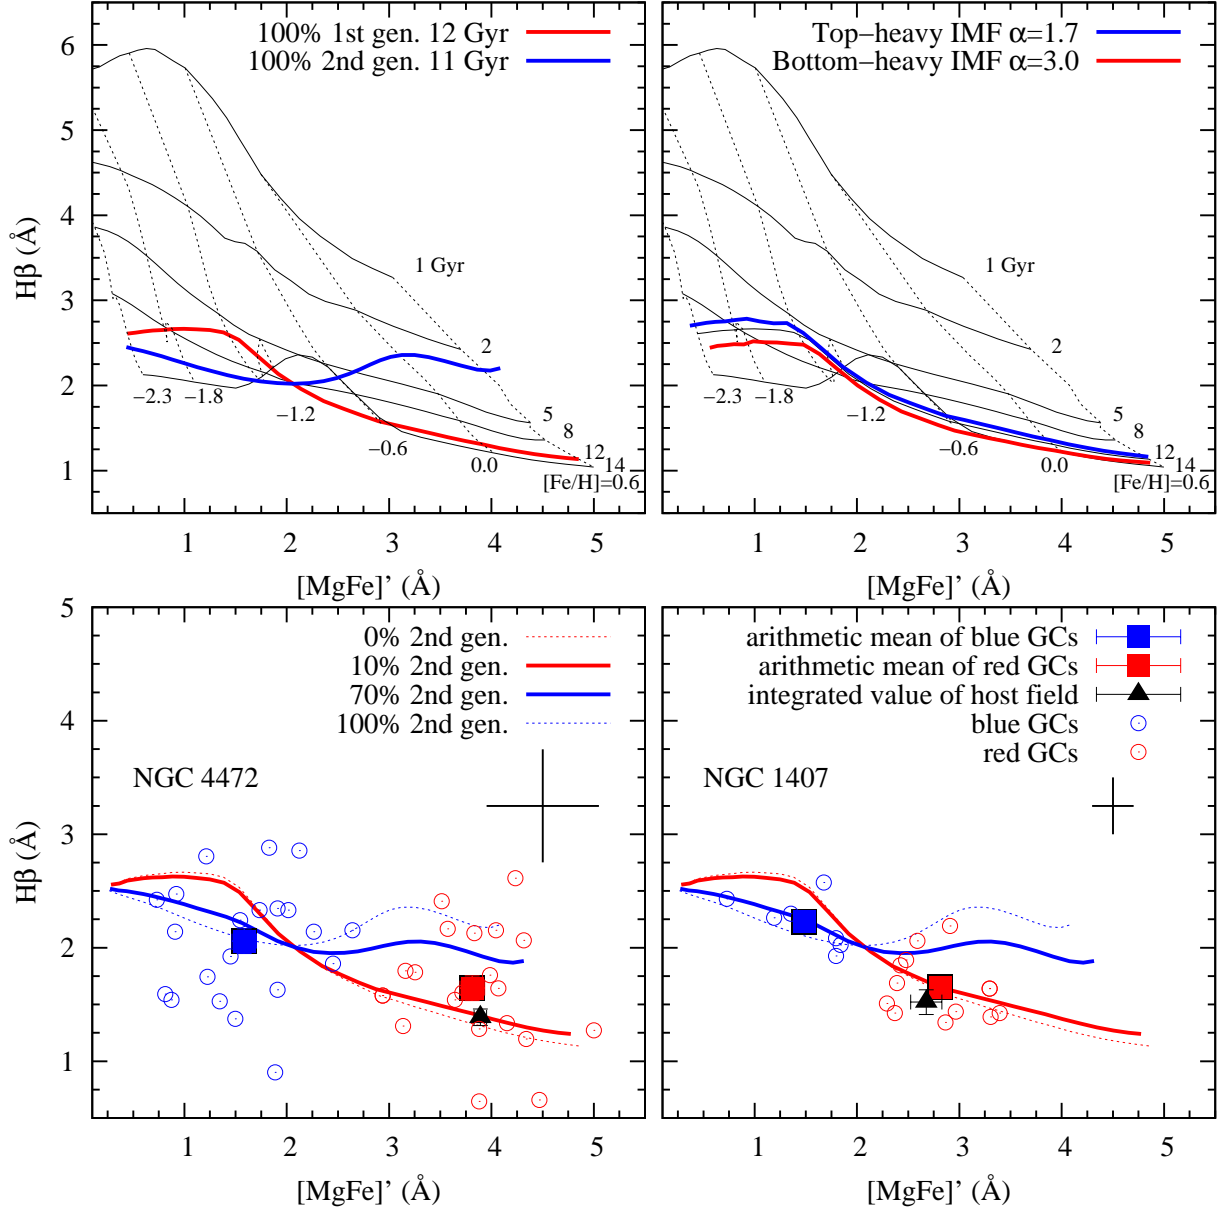 100% 1st gen. 12 Gyr
100% 2nd gen. 11 Gyr
Hβ (Å)
6
5
4
3
2
1
1 Gyr
2
5
8
12
14
−2.3
−1.8
−1.2
−0.6
0.0
[Fe/H]=0.6
1 2 3 4 5
[MgFe]’ (Å)
Top−heavy IMF α=1.7
Bottom−heavy IMF α=3.0
1 Gyr
2
5
8
12
14
−2.3
−1.8
−1.2
−0.6
0.0
[Fe/H]=0.6
1 2 3 4 5
[MgFe]’ (Å)
0% 2nd gen.
10% 2nd gen.
70% 2nd gen.
100% 2nd gen.
NGC 4472
Hβ (Å)
5
4
3
2
1
1 2 3 4 5
[MgFe]’ (Å)
arithmetic mean of blue GCs
arithmetic mean of red GCs
integrated value of host field
blue GCs
red GCs
NGC 1407
1 2 3 4 5
[MgFe]’ (Å)